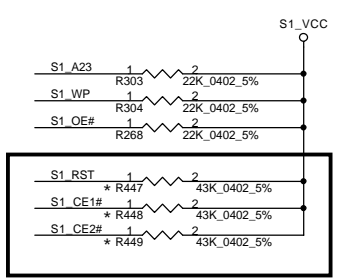 S1_VCC
S1_A23 1 2
R303 22K_0402_5%
S1_WP 1 2
R304 22K_0402_5%
S1_OE# 1 2
R268 22K_0402_5%
S1_RST 1 2
* R447 43K_0402_5%
S1_CE1# 1 2
* R448 43K_0402_5%
S1_CE2# 1 2
* R449 43K_0402_5%